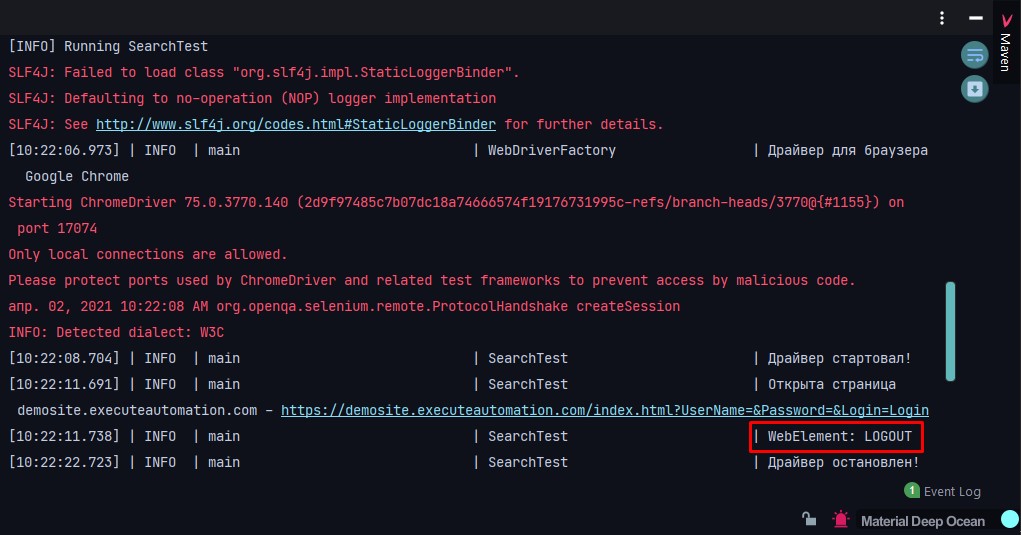 [INFO] Running SearchTest
SLF4J: Failed to load class "org.slf4j.impl.StaticLoggerBinder".
SLF4J: Defaulting to no-operation (NOP) logger implementation
SLF4J: See http://www.slf4j.org/codes.html#StaticLoggerBinder for further details.
[10:22:06.973] | INFO  | main | WebDriverFactory | Драйвер для браузера
Google Chrome
Starting ChromeDriver 75.0.3770.140 (2d9f97485c7b07dc18a74666574f19176731995c-refs/branch-heads/3770@{#1155}) on
port 17074
Only local connections are allowed.
Please protect ports used by ChromeDriver and related test frameworks to prevent access by malicious code.
апр. 02, 2021 10:22:08 AM org.openqa.selenium.remote.ProtocolHandshake createSession
INFO: Detected dialect: W3C
[10:22:08.704] | INFO  | main | SearchTest | Драйвер стартовал!
[10:22:11.691] | INFO  | main | SearchTest | Открыта страница
demosite.executeautomation.com – https://demosite.executeautomation.com/index.html?UserName=&Password=&Login=Login
[10:22:11.738] | INFO  | main | SearchTest | WebElement: LOGOUT
[10:22:22.723] | INFO  | main | SearchTest | Драйвер остановлен!
Maven
1 Event Log
Material Deep Ocean